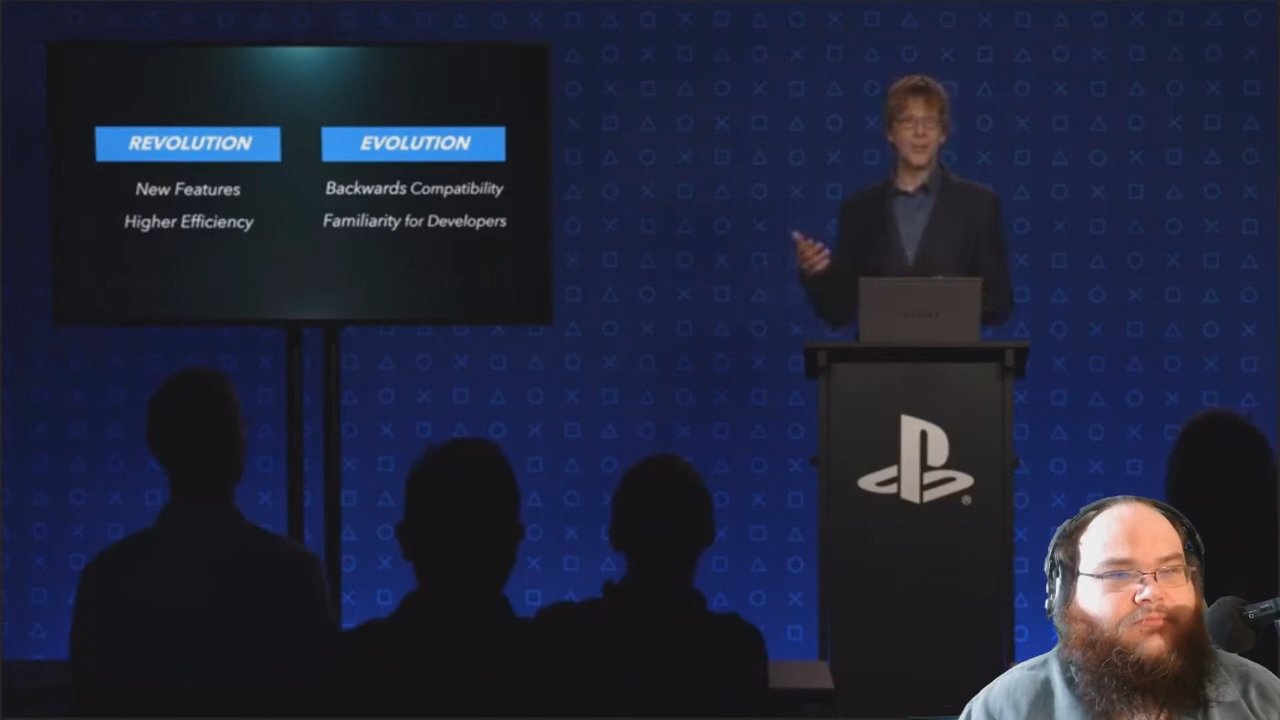 REVOLUTION
New Features
Higher Efficiency
EVOLUTION
Backwards Compatibility
Familiarity for Developers